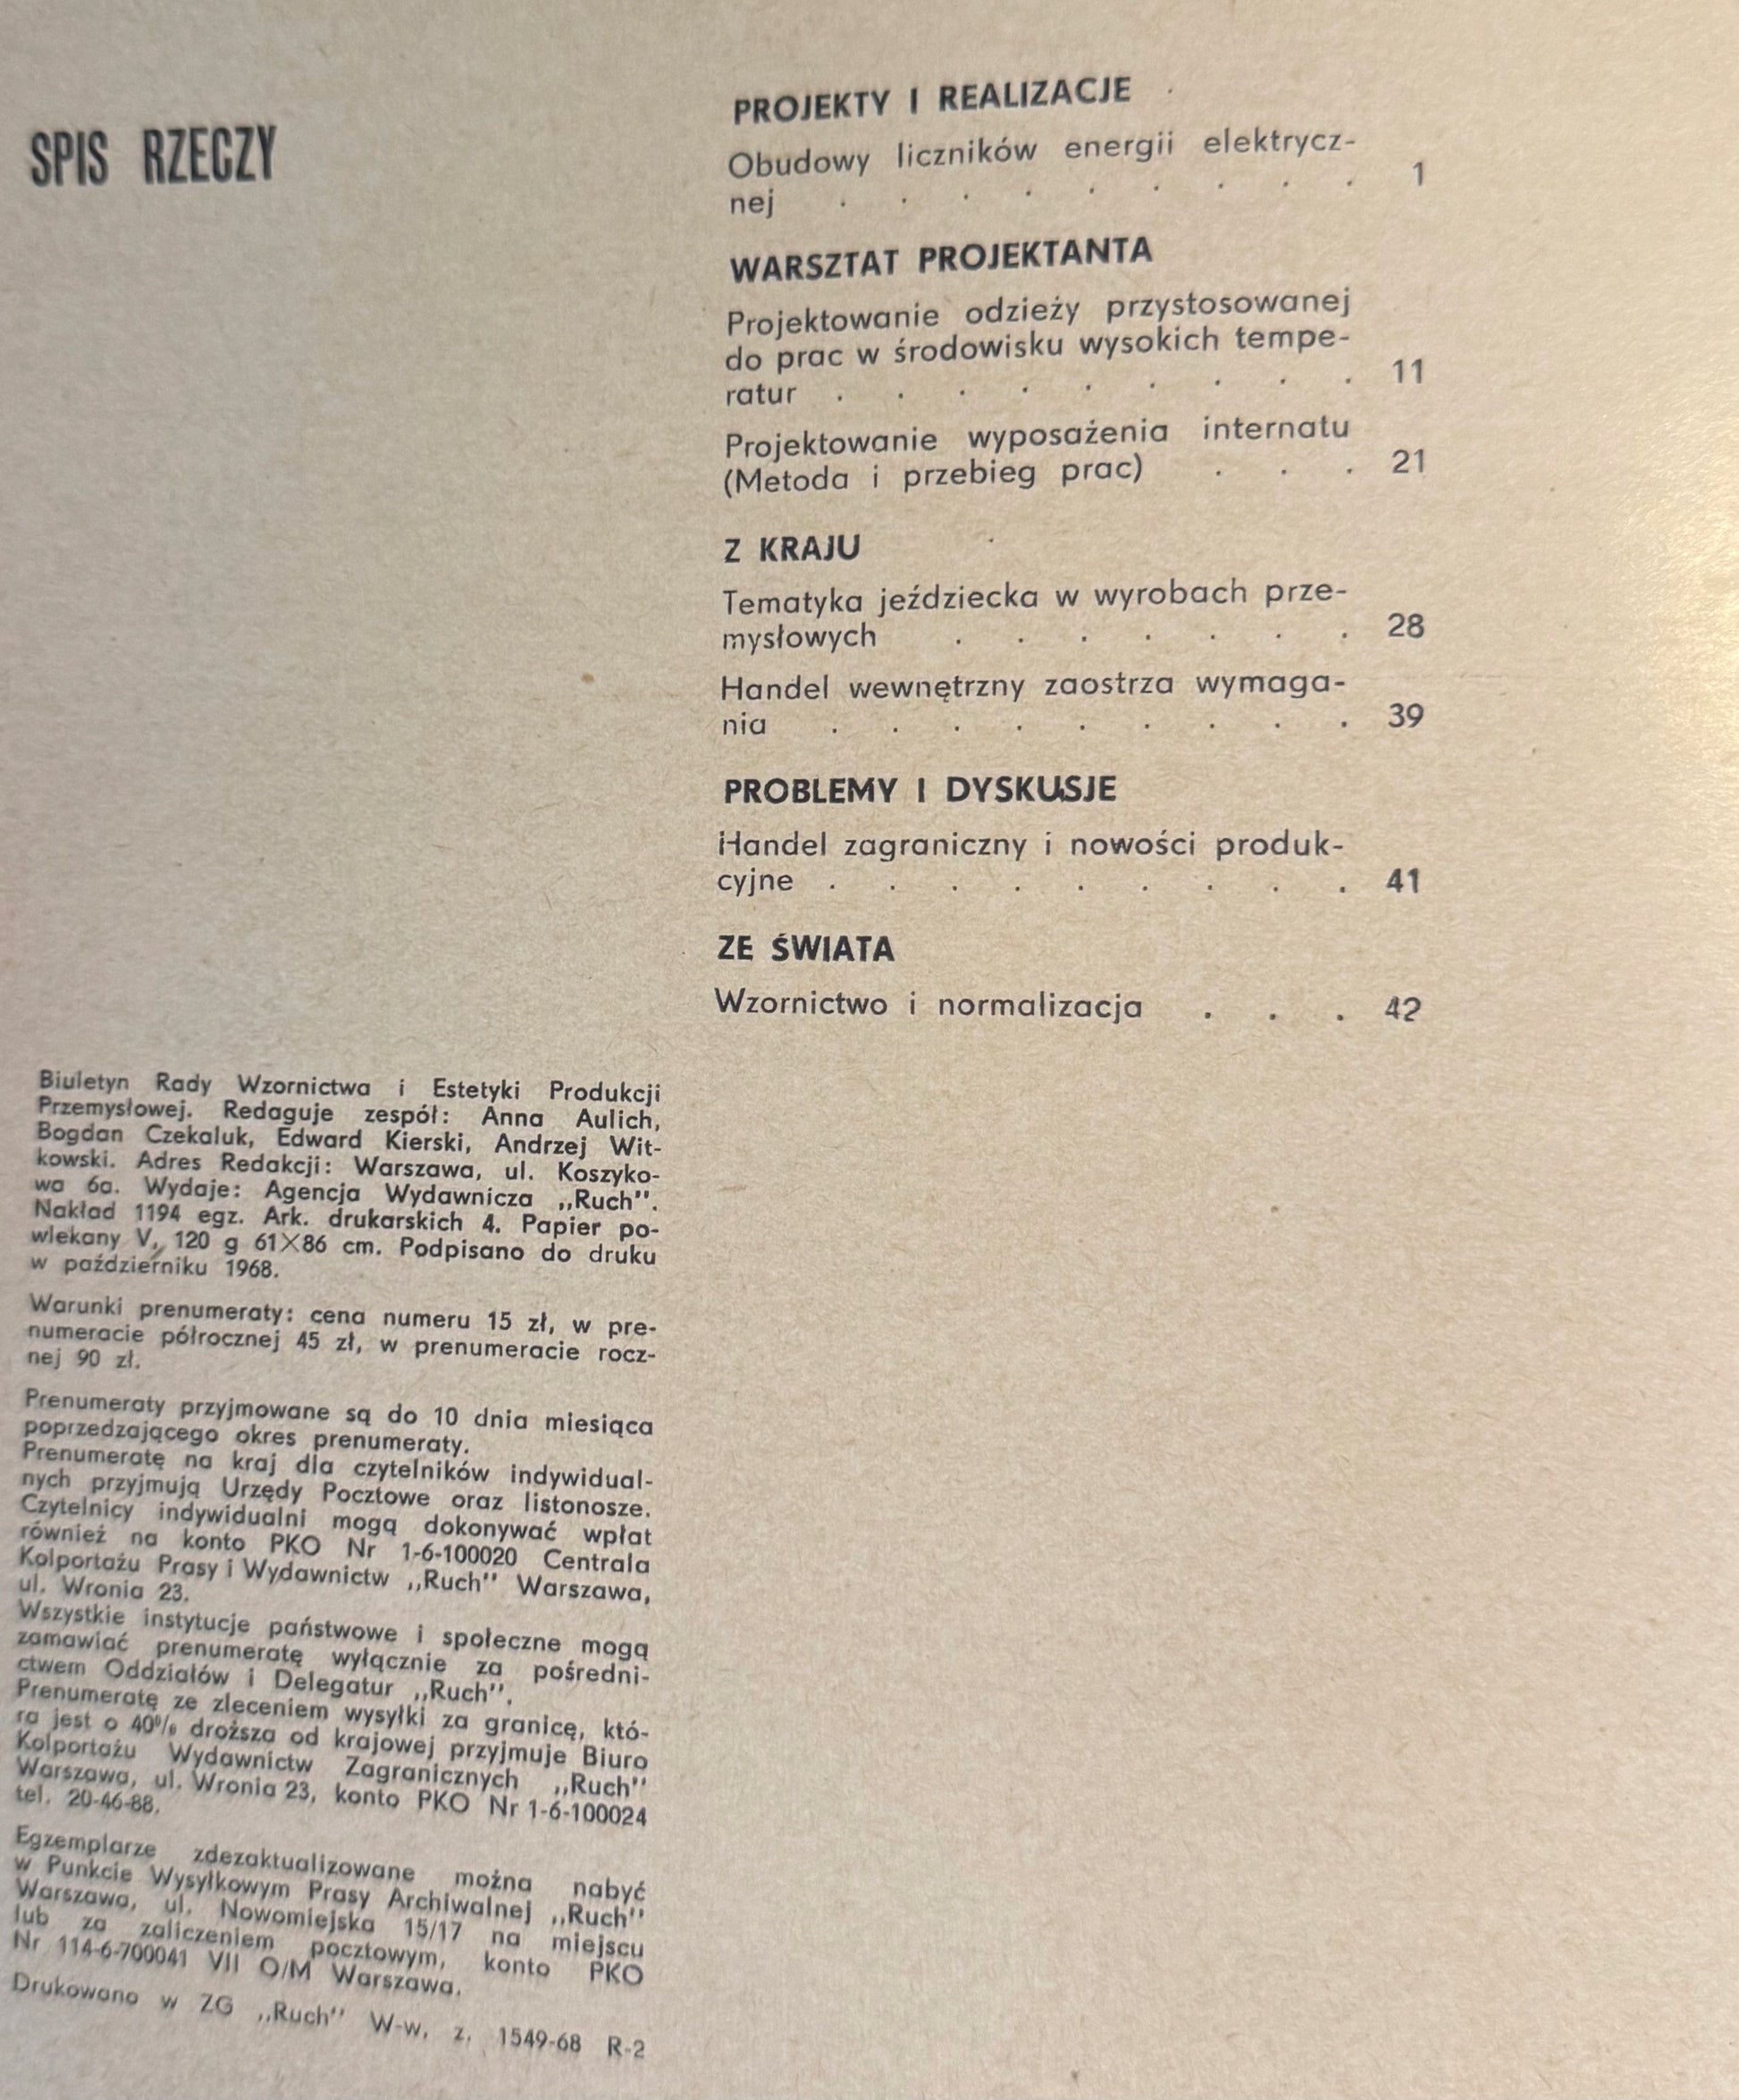 SPIS RZECZY
PROJEKTY I REALIZACJE
Obudowy liczników energii elektrycz-
nej . . . . . . . . . 1
WARSZTAT PROJEKTANTA
Projektowanie odzieży przystosowanej
do prac w środowisku wysokich tempe-
ratur . . . . . . . . . 11
Projektowanie wyposażenia internatu
(Metoda i przebieg prac) . . . 21
Z KRAJU
Tematyka jeździecka w wyrobach prze-
mysłowych . . . . . . . 28
Handel wewnętrzny zaostrza wymaga-
nia . . . . . . . . . 39
PROBLEMY I DYSKUSJE
Handel zagraniczny i nowości produk-
cyjne . . . . . . . . . 41
ZE ŚWIATA
Wzornictwo i normalizacja . . . 42
Biuletyn Rady Wzornictwa i Estetyki Produkcji
Przemysłowej. Redaguje zespół: Anna Aulich,
Bogdan Czekaluk, Edward Kierski, Andrzej Wit-
kowski. Adres Redakcji: Warszawa, ul. Koszyko-
wa 6a. Wydaje: Agencja Wydawnicza „Ruch”.
Nakład 1194 egz. Ark. drukarskich 4. Papier po-
wlekany V, 120 g 61×86 cm. Podpisano do druku
w październiku 1968.
Warunki prenumeraty: cena numeru 15 zł, w pre-
numeracie półrocznej 45 zł, w prenumeracie rocz-
nej 90 zł.
Prenumeraty przyjmowane są do 10 dnia miesiąca
poprzedzającego okres prenumeraty.
Prenumeratę na kraj dla czytelników indywidual-
nych przyjmują Urzędy Pocztowe oraz listonosze.
Czytelnicy indywidualni mogą dokonywać wpłat
również na konto PKO Nr 1-6-100020 Centrala
Kolportażu Prasy i Wydawnictw „Ruch” Warszawa,
ul. Wronia 23.
Wszystkie instytucje państwowe i społeczne mogą
zamawiać prenumeratę wyłącznie za pośredni-
ctwem Oddziałów i Delegatur „Ruch”.
Prenumeratę ze zleceniem wysyłki za granicę, któ-
ra jest o 40% droższa od krajowej przyjmuje Biuro
Kolportażu Wydawnictw Zagranicznych „Ruch”
Warszawa, ul. Wronia 23, konto PKO Nr 1-6-100024
tel. 20-46-88.
Egzemplarze zdezaktualizowane można nabyć
w Punkcie Wysyłkowym Prasy Archiwalnej „Ruch”
Warszawa, ul. Nowomiejska 15/17 na miejscu
lub za zaliczeniem pocztowym, konto PKO
Nr 114-6-700041 VII O/M Warszawa.
Drukowano w ZG „Ruch” W-w, z. 1549-68 R-2